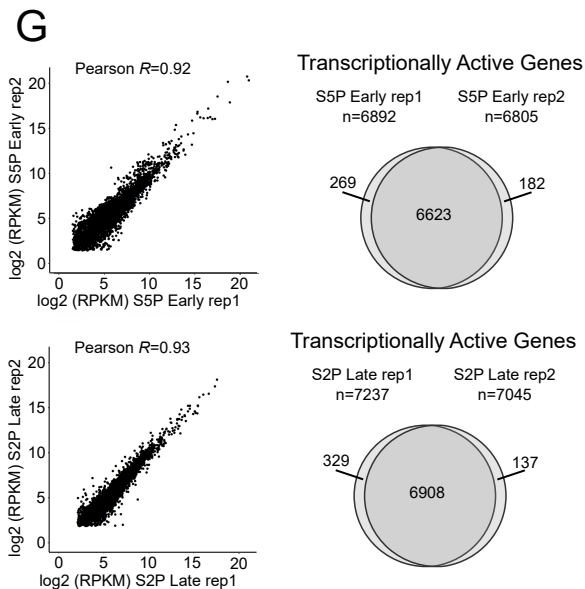 G
Pearson R=0.92
log2 (RPKM) S5P Early rep2
20
15
10
5
0
0 5 10 15 20
log2 (RPKM) S5P Early rep1
Transcriptionally Active Genes
S5P Early rep1 S5P Early rep2
n=6892 n=6805
269 6623 182
Pearson R=0.93
log2 (RPKM) S2P Late rep2
20
15
10
5
0
0 5 10 15 20
log2 (RPKM) S2P Late rep1
Transcriptionally Active Genes
S2P Late rep1 S2P Late rep2
n=7237 n=7045
329 6908 137